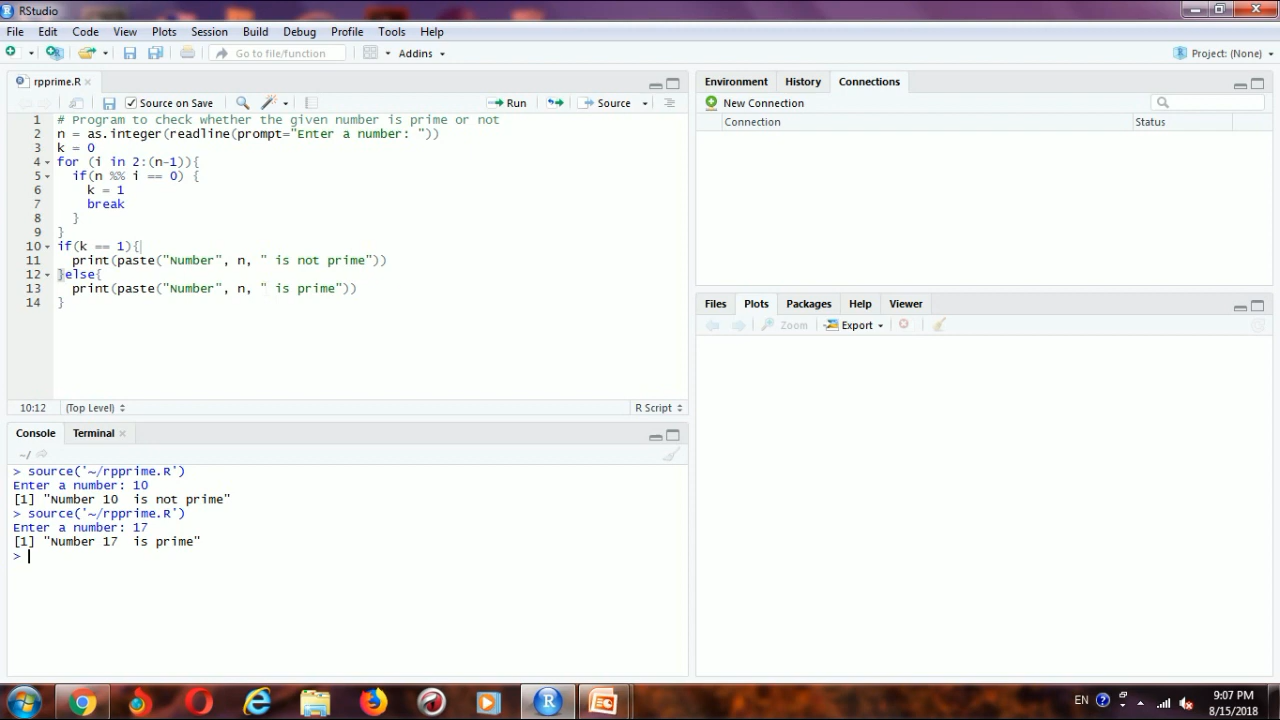 RStudio
File Edit Code View Plots Session Build Debug Profile Tools Help
Go to file/function Addins Project: (None)
rpprime.R
Source on Save Run Source
1 # Program to check whether the given number is prime or not
2 n = as.integer(readline(prompt="Enter a number: "))
3 k = 0
4 for (i in 2:(n-1)){
5 if(n %% i == 0) {
6 k = 1
7 break
8 }
9 }
10 if(k == 1){
11 print(paste("Number", n, " is not prime"))
12 }else{
13 print(paste("Number", n, " is prime"))
14 }
10:12 (Top Level) R Script
Console Terminal
~/
> source('~/rpprime.R')
Enter a number: 10
[1] "Number 10  is not prime"
> source('~/rpprime.R')
Enter a number: 17
[1] "Number 17  is prime"
>
Environment History Connections
New Connection
Connection Status
Files Plots Packages Help Viewer
Zoom Export
EN 9:07 PM
8/15/2018